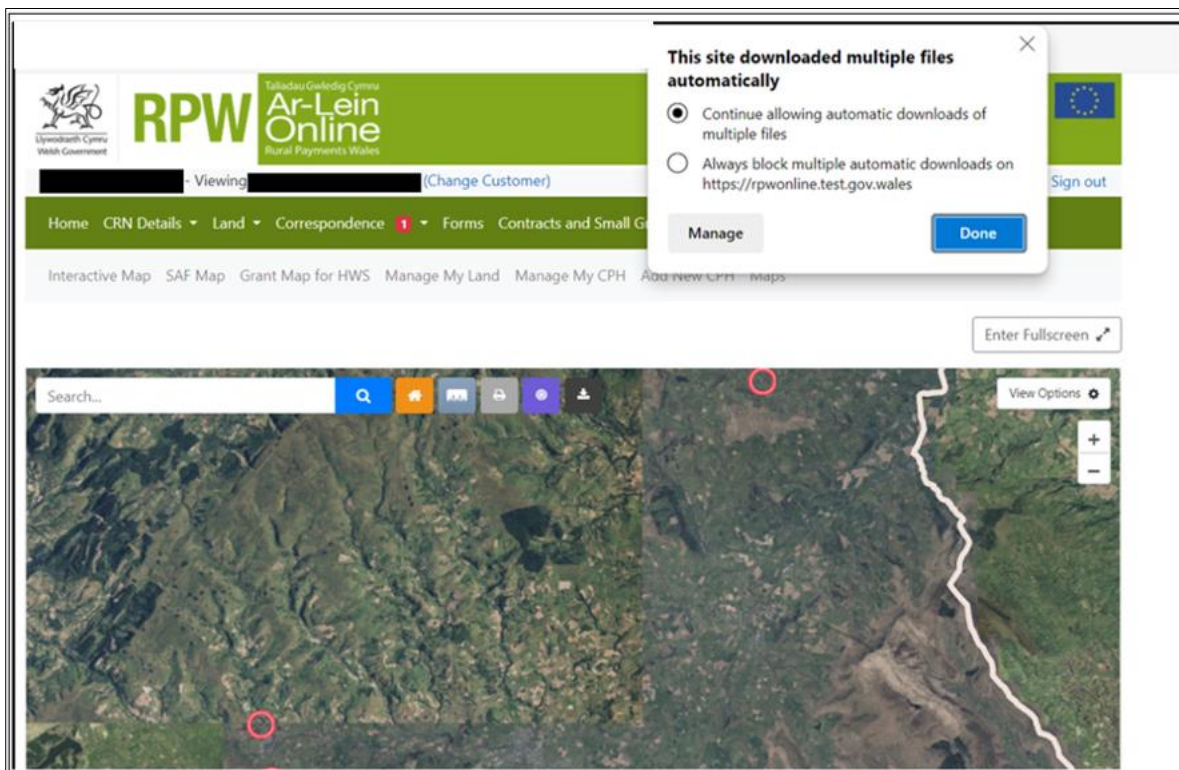 This site downloaded multiple files
automatically
Continue allowing automatic downloads of
multiple files
Always block multiple automatic downloads on
https://rpwonline.test.gov.wales
Manage
Done
Llywodraeth Cymru
Welsh Government
RPW
Taliadau Gwledig Cymru
Ar-Lein
Online
Rural Payments Wales
- Viewing (Change Customer)
Sign out
Home CRN Details Land Correspondence 1 Forms Contracts and Small G
Interactive Map SAF Map Grant Map for HWS Manage My Land Manage My CPH Add New CPH Maps
Enter Fullscreen
Search...
View Options
+
−